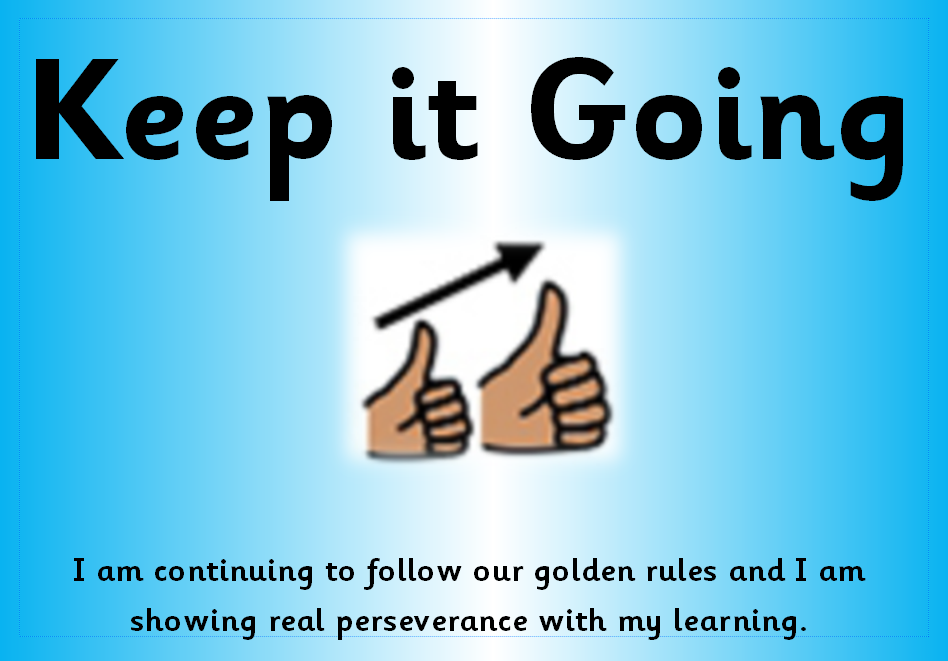 Keep it Going
I am continuing to follow our golden rules and I am
showing real perseverance with my learning.